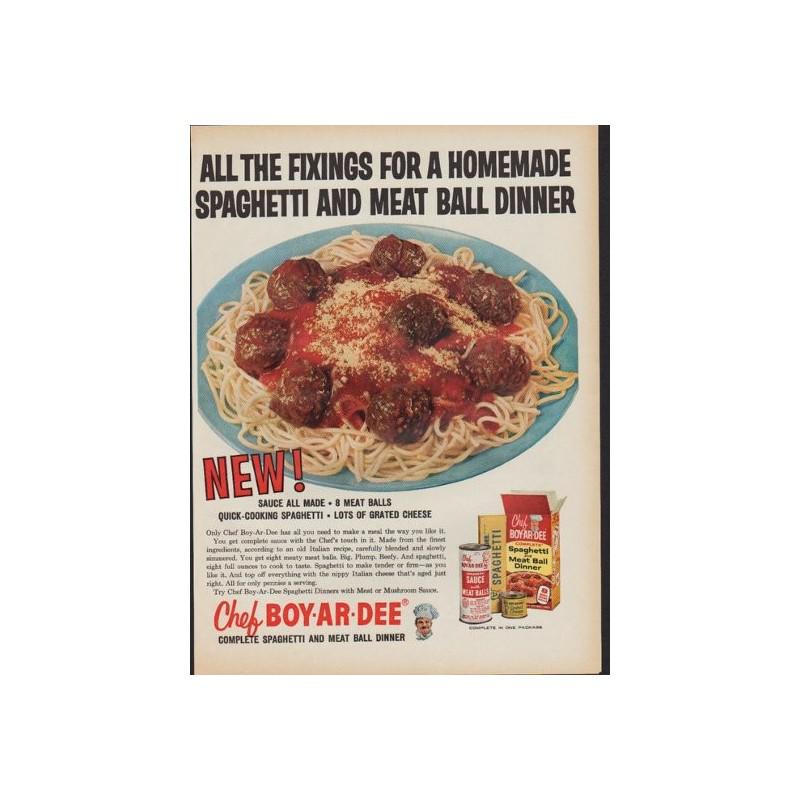 ALL THE FIXINGS FOR A HOMEMADE
SPAGHETTI AND MEAT BALL DINNER
NEW!
SAUCE ALL MADE • 8 MEAT BALLS
QUICK-COOKING SPAGHETTI • LOTS OF GRATED CHEESE
Only Chef Boy-Ar-Dee has all you need to make a meal the way you like it.
You get complete sauce with the Chef's touch in it. Made from the finest
ingredients, according to an old Italian recipe, carefully blended and slowly
simmered. You get eight meaty meat balls. Big, Plump, Beefy. And spaghetti,
eight full ounces to cook to taste. Spaghetti to make tender or firm—as you
like it. And top off everything with the nippy Italian cheese that's aged just
right. All for only pennies a serving.
Try Chef Boy-Ar-Dee Spaghetti Dinners with Meat or Mushroom Sauce.
Chef BOY-AR-DEE®
COMPLETE SPAGHETTI AND MEAT BALL DINNER
Chef
BOY-AR-DEE
COMPLETE
Spaghetti
and
Meat Ball
Dinner
SPAGHETTI
Chef
BOY-AR-DEE
SAUCE
with
MEAT BALLS
COMPLETE IN ONE PACKAGE